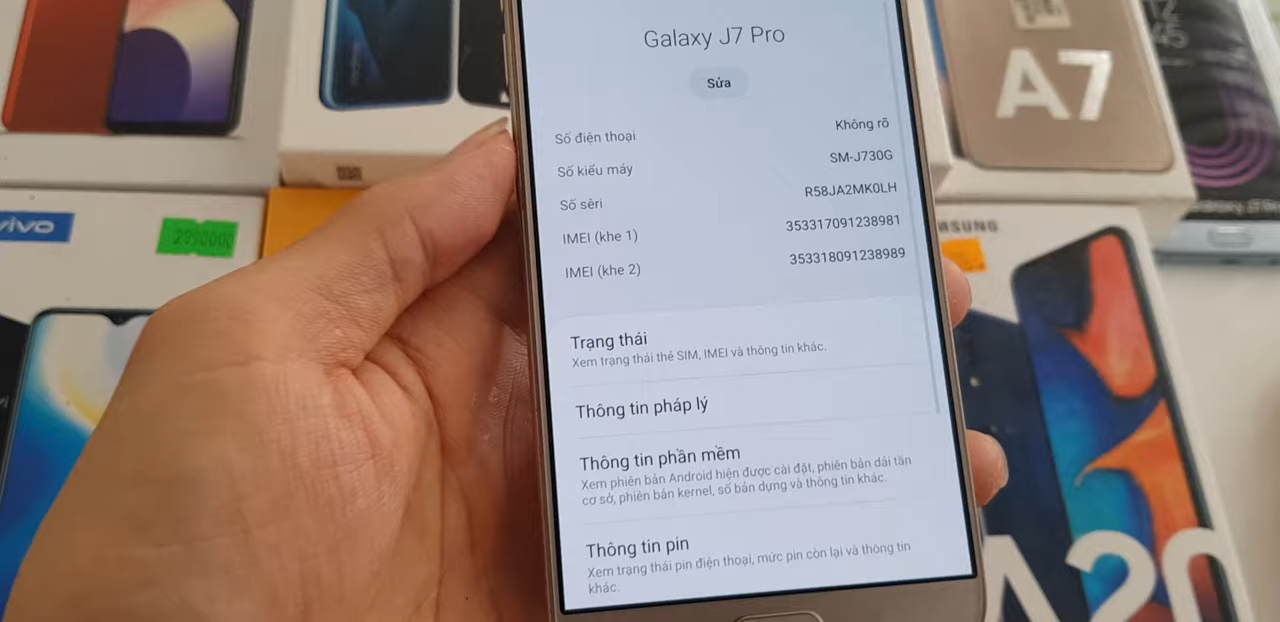 Galaxy J7 Pro
Sửa
Số điện thoại Không rõ
Số kiểu máy SM-J730G
Số sêri R58JA2MK0LH
IMEI (khe 1) 353317091238981
IMEI (khe 2) 353318091238989
Trạng thái
Xem trạng thái thẻ SIM, IMEI và thông tin khác.
Thông tin pháp lý
Thông tin phần mềm
Xem phiên bản Android hiện được cài đặt, phiên bản dải tần
cơ sở, phiên bản kernel, số bản dựng và thông tin khác.
Thông tin pin
Xem trạng thái pin điện thoại, mức pin còn lại và thông tin
khác.
vivo
2090000
A7
12
45
MSUNG
A20